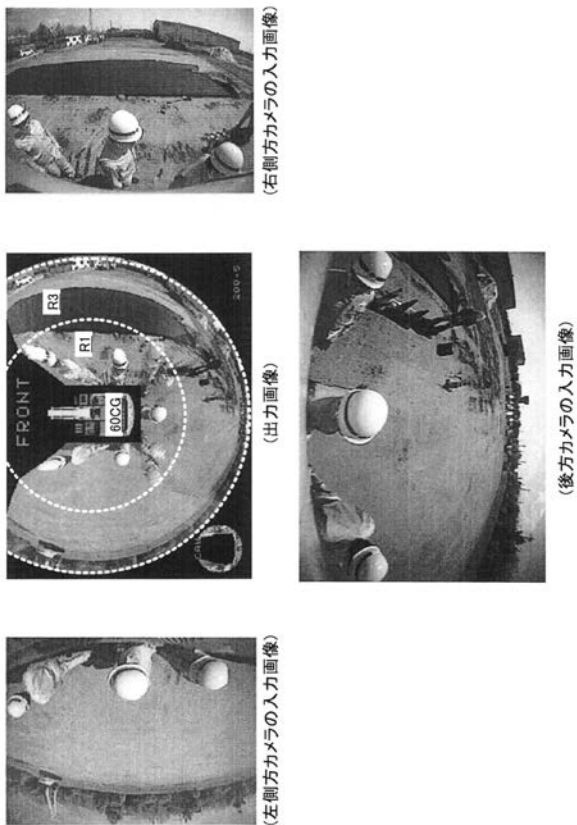 (右側方カメラの入力画像)
FRONT
R3
R1
60CG
(出力画像)
(左側方カメラの入力画像)
(後方カメラの入力画像)